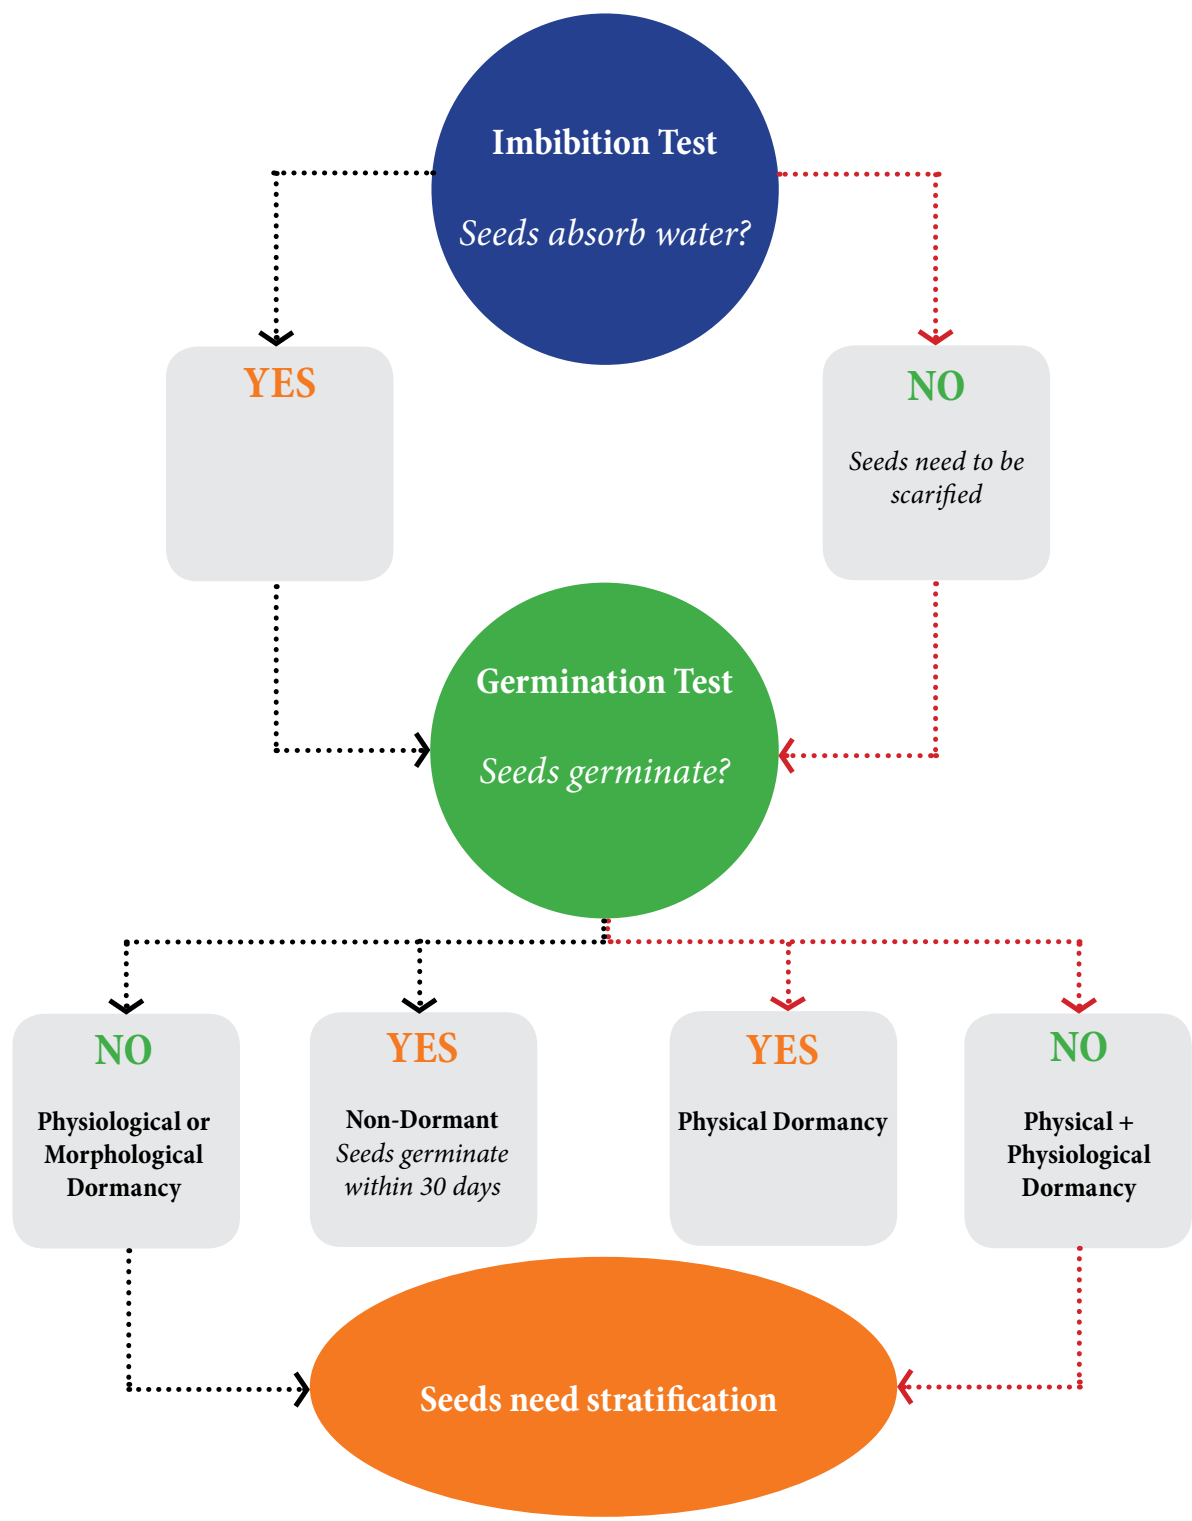 Imbibition Test
Seeds absorb water?
YES
NO
Seeds need to be
scarified
Germination Test
Seeds germinate?
NO
Physiological or
Morphological
Dormancy
YES
Non-Dormant
Seeds germinate
within 30 days
YES
Physical Dormancy
NO
Physical +
Physiological
Dormancy
Seeds need stratification